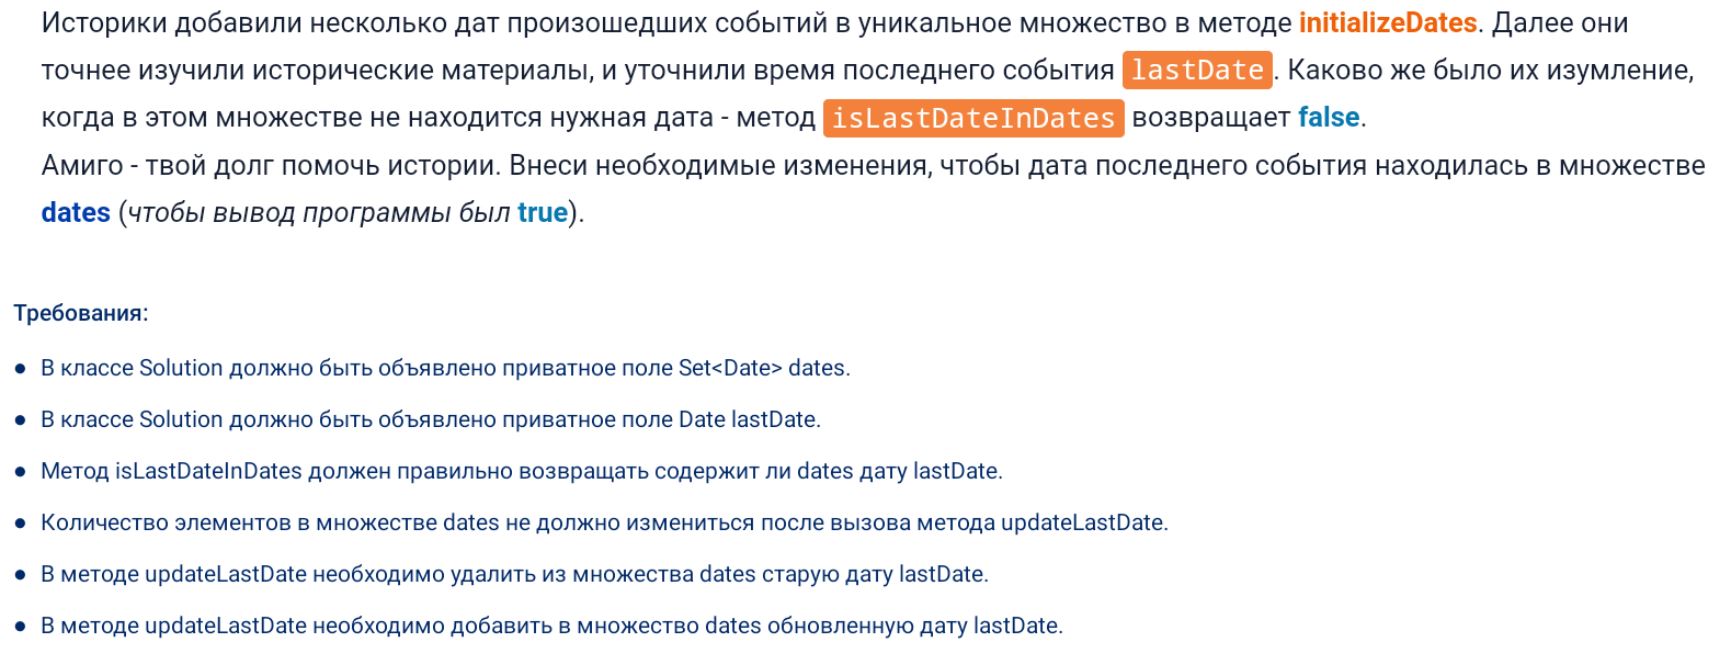 Историки добавили несколько дат произошедших событий в уникальное множество в методе initializeDates. Далее они
точнее изучили исторические материалы, и уточнили время последнего события lastDate. Каково же было их изумление,
когда в этом множестве не находится нужная дата - метод isLastDateInDates возвращает false.
Амиго - твой долг помочь истории. Внеси необходимые изменения, чтобы дата последнего события находилась в множестве
dates (чтобы вывод программы был true).
Требования:
● В классе Solution должно быть объявлено приватное поле Set<Date> dates.
● В классе Solution должно быть объявлено приватное поле Date lastDate.
● Метод isLastDateInDates должен правильно возвращать содержит ли dates дату lastDate.
● Количество элементов в множестве dates не должно измениться после вызова метода updateLastDate.
● В методе updateLastDate необходимо удалить из множества dates старую дату lastDate.
● В методе updateLastDate необходимо добавить в множество dates обновленную дату lastDate.